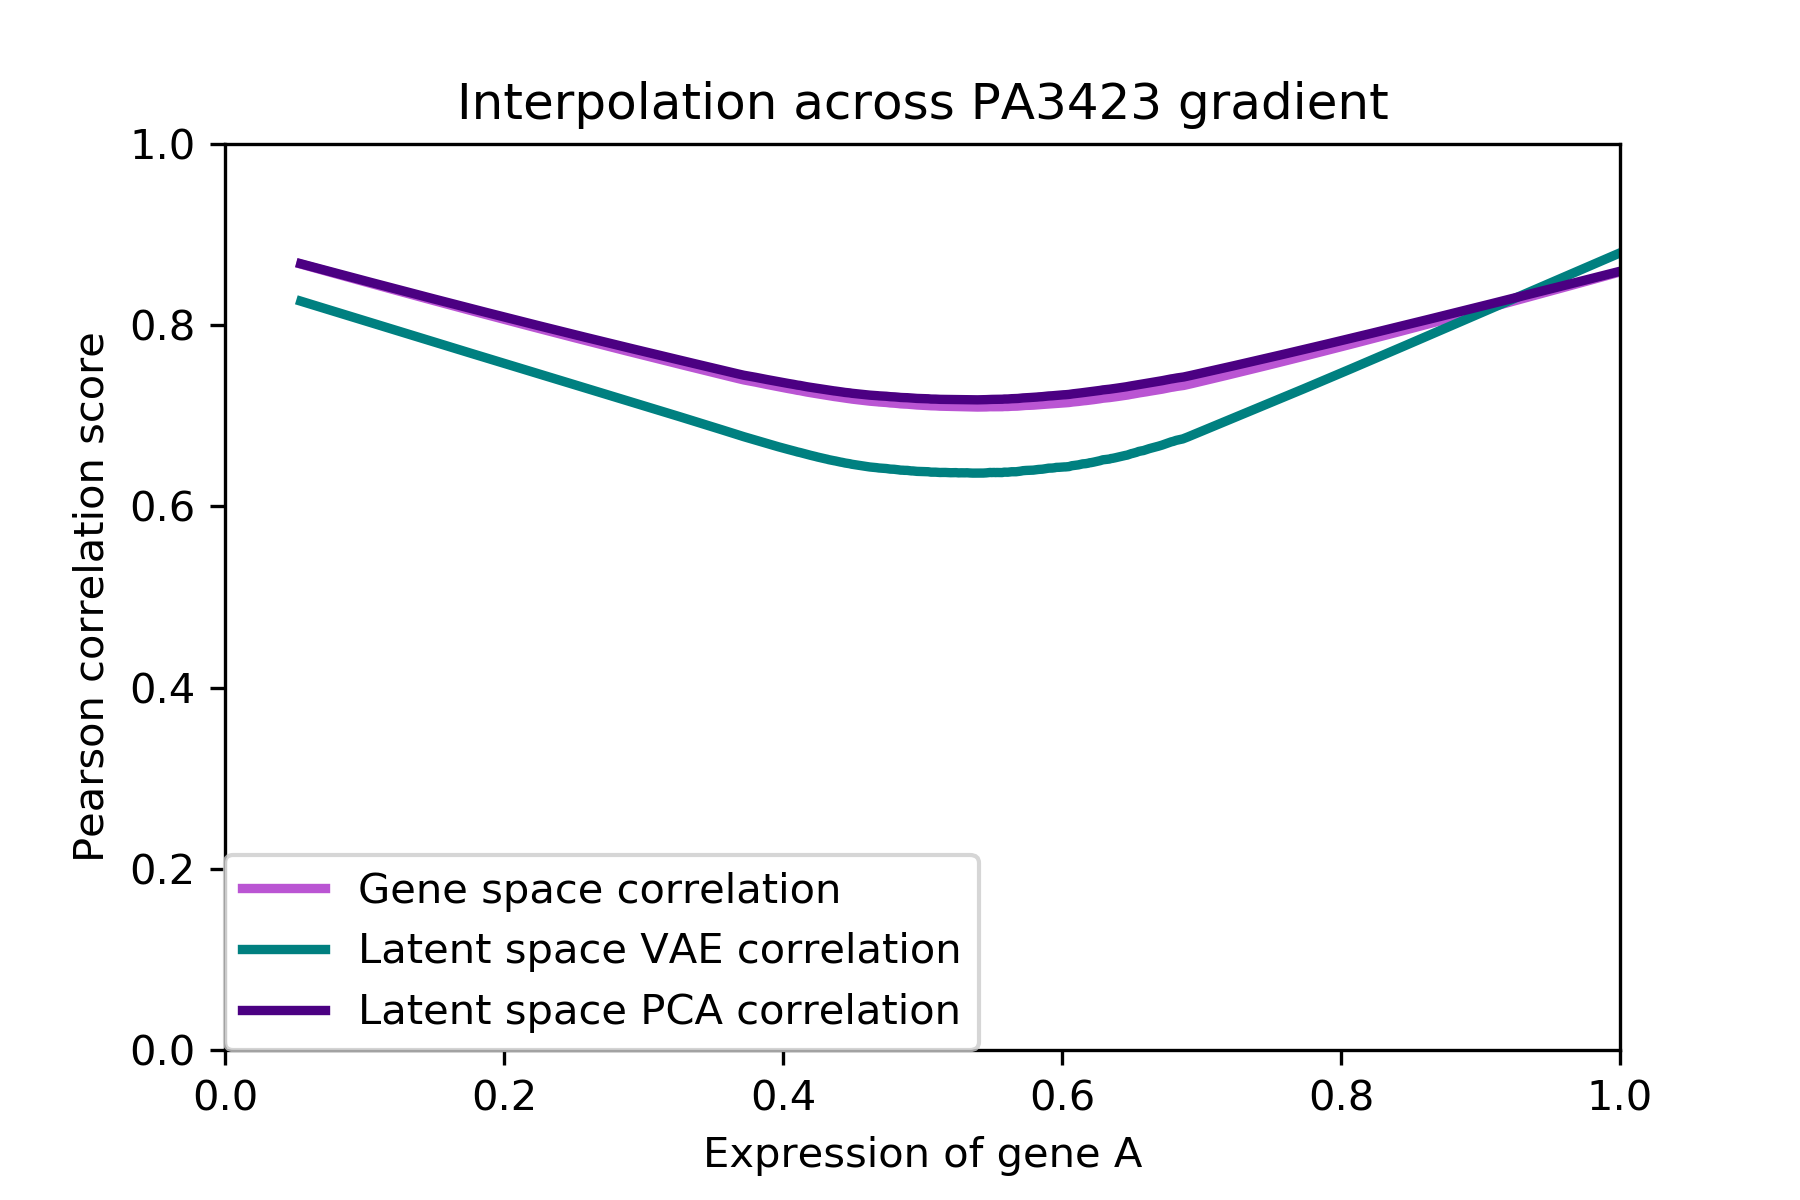 Interpolation across PA3423 gradient
1.0
0.8
0.6
0.4
0.2
0.0
Pearson correlation score
Gene space correlation
Latent space VAE correlation
Latent space PCA correlation
0.0 0.2 0.4 0.6 0.8 1.0
Expression of gene A